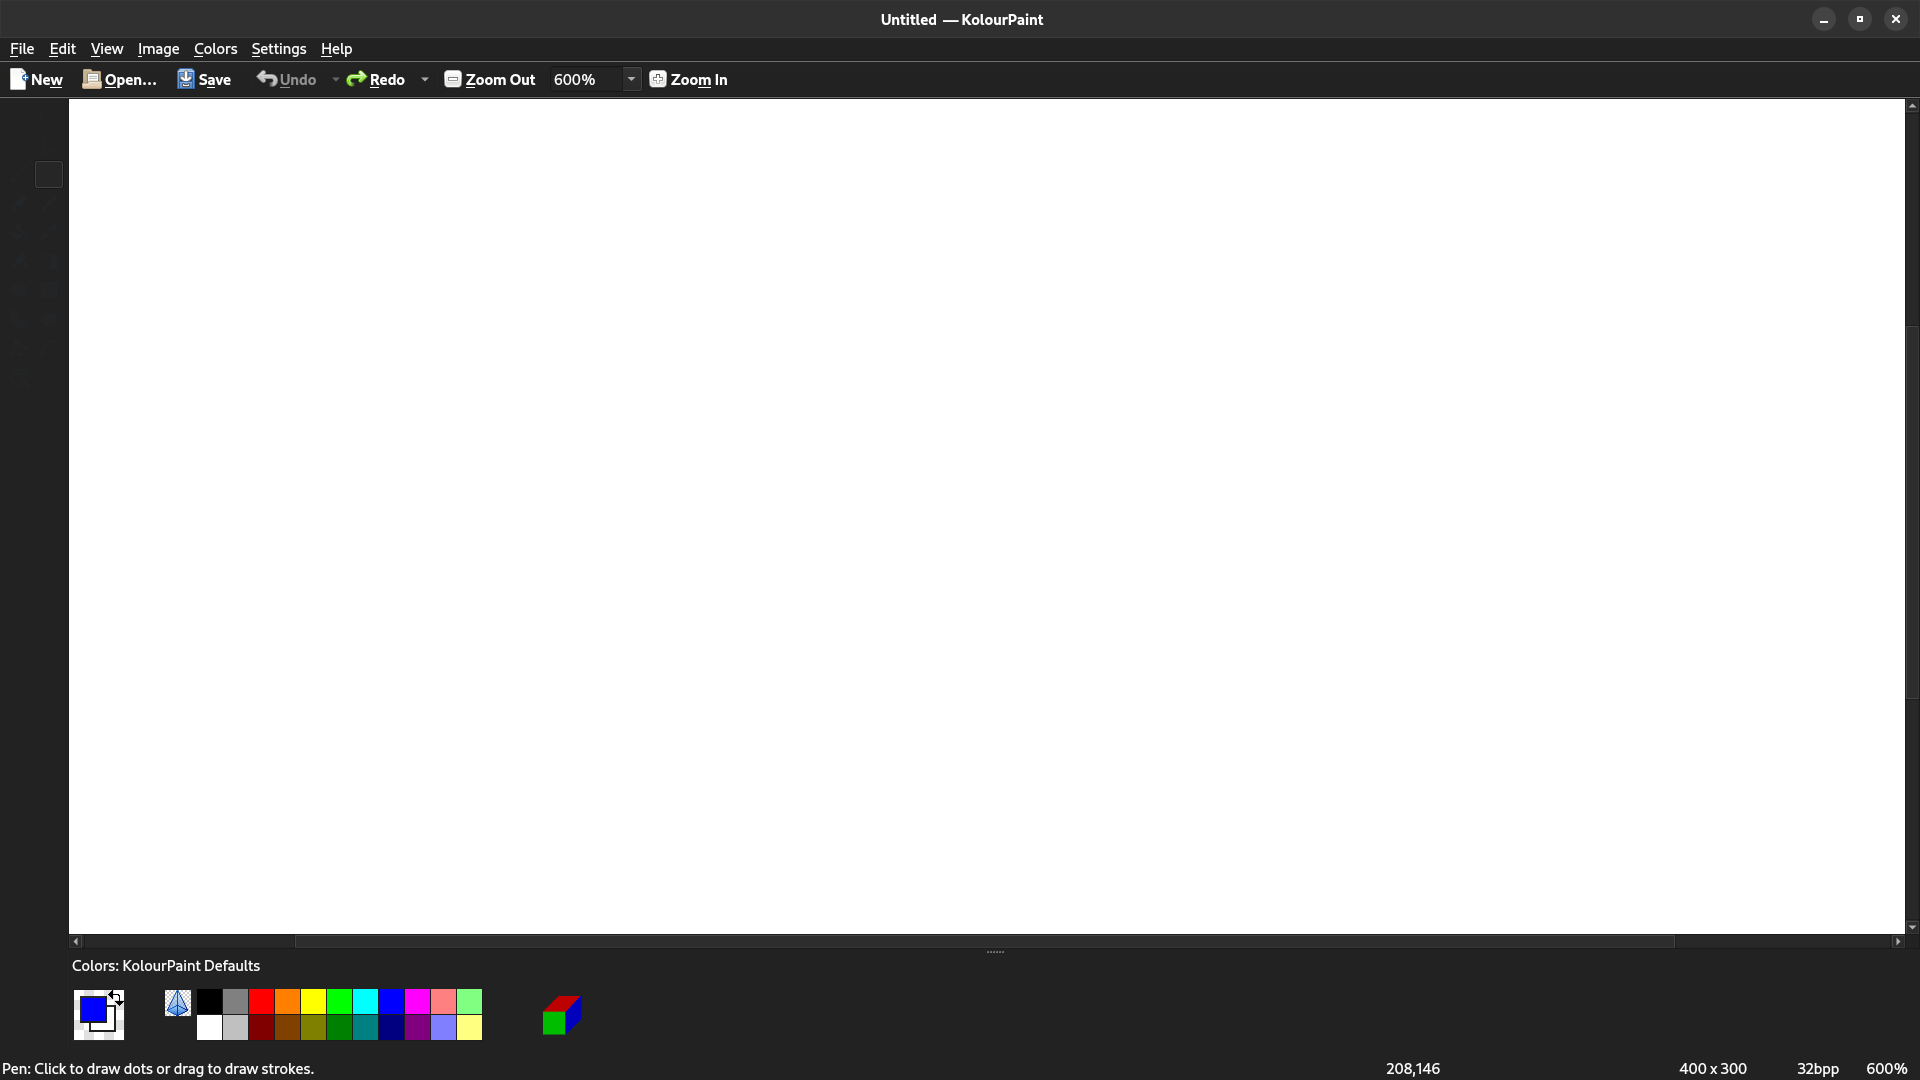 Untitled — KolourPaint
File Edit View Image Colors Settings Help
New Open... Save Undo Redo Zoom Out 600% Zoom In
Colors: KolourPaint Defaults
Pen: Click to draw dots or drag to draw strokes. 208,146 400 x 300 32bpp 600%